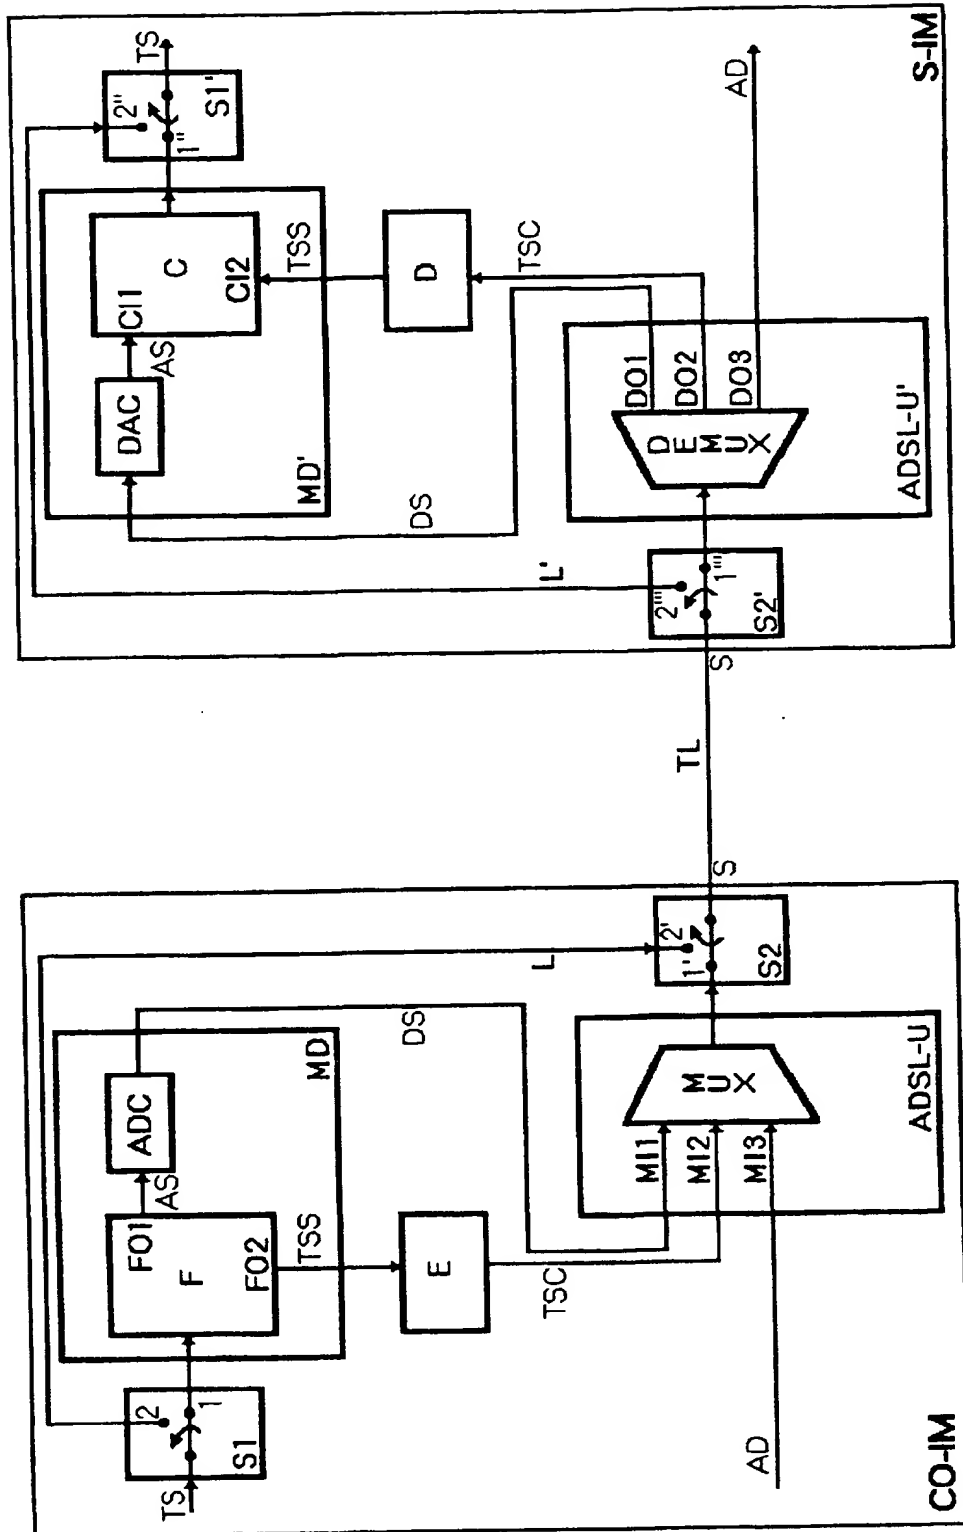 TS
S1
1
2
L
F
FO1
FO2
AS
ADC
MD
TSS
E
TSC
DS
MI1
MI2
MI3
MUX
ADSL-U
AD
1'
2'
S2
S
CO-IM
TL
S
2'''
1'''
S2'
L'
DEMUX
DO1
DO2
DO3
ADSL-U'
DS
MD'
DAC
AS
CI1
C
CI2
TSS
D
TSC
1''
2''
S1'
TS
AD
S-IM